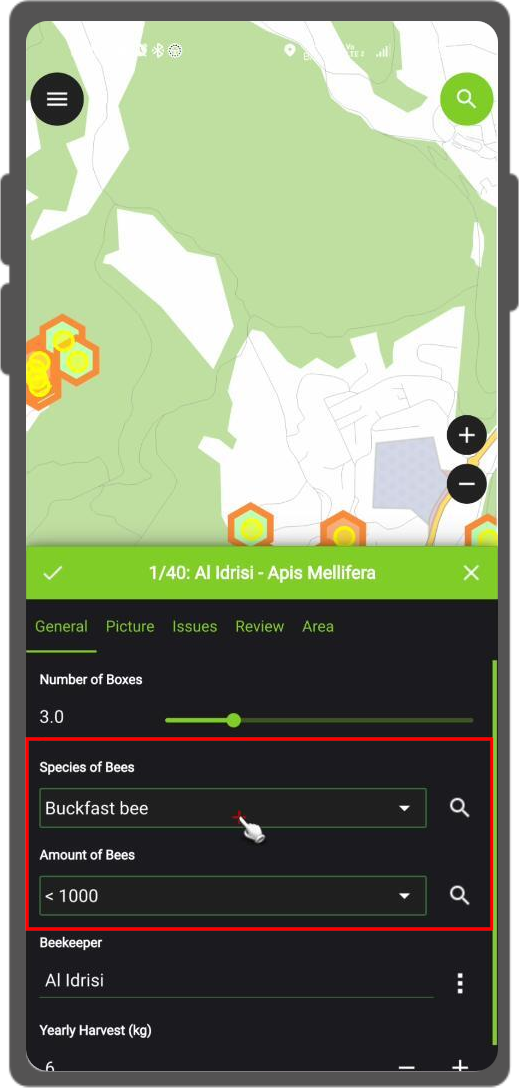 1/40: Al Idrisi - Apis Mellifera
General Picture Issues Review Area
Number of Boxes
3.0
Species of Bees
Buckfast bee
Amount of Bees
< 1000
Beekeeper
Al Idrisi
Yearly Harvest (kg)
6